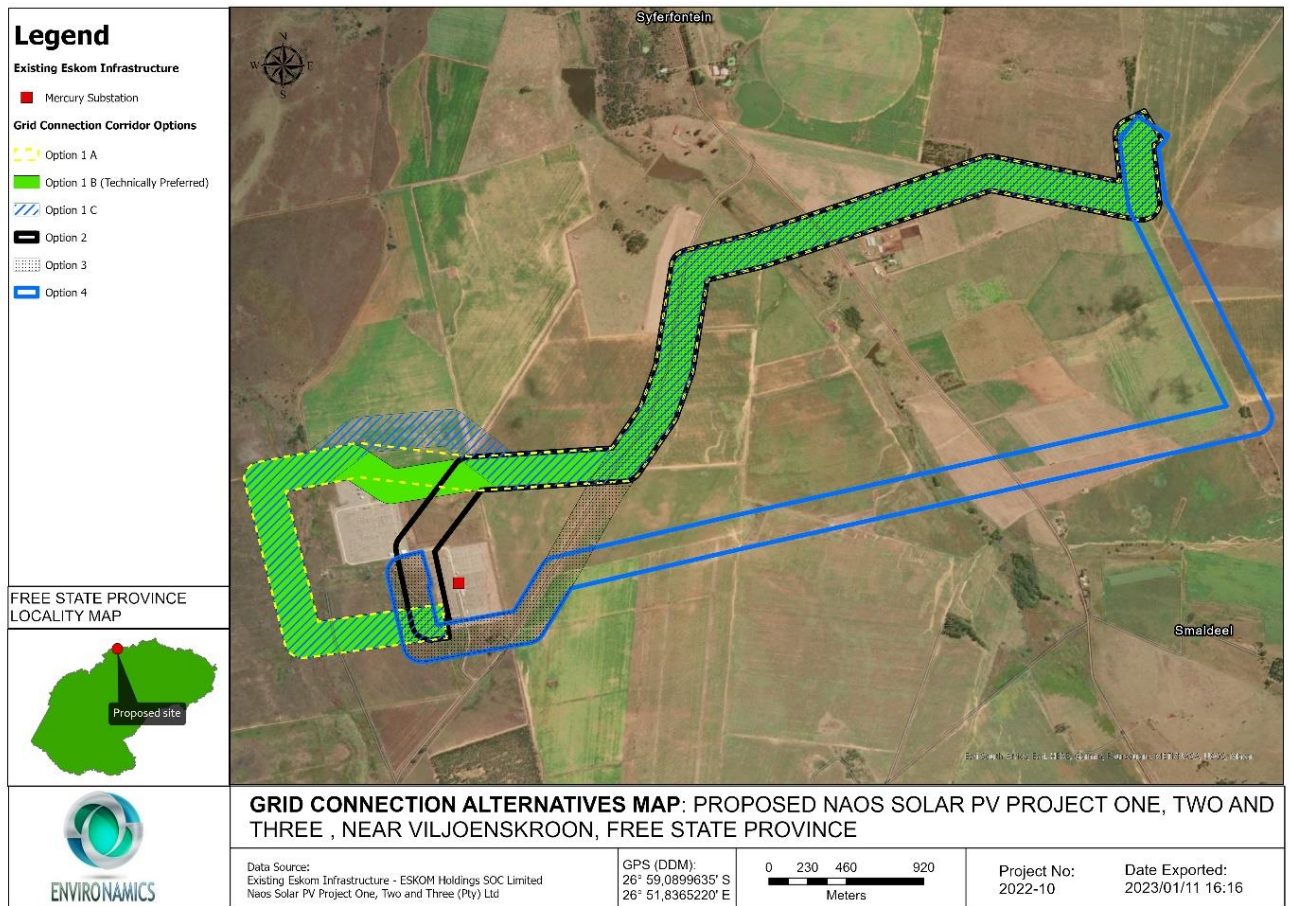 Legend
Existing Eskom Infrastructure
Mercury Substation
Grid Connection Corridor Options
Option 1 A
Option 1 B (Technically Preferred)
Option 1 C
Option 2
Option 3
Option 4
FREE STATE PROVINCE
LOCALITY MAP
Proposed site
ENVIRONAMICS
N
W
E
S
Syferfontein
Smaldeel
GRID CONNECTION ALTERNATIVES MAP: PROPOSED NAOS SOLAR PV PROJECT ONE, TWO AND
THREE , NEAR VILJOENSKROON, FREE STATE PROVINCE
Data Source:
Existing Eskom Infrastructure - ESKOM Holdings SOC Limited
Naos Solar PV Project One, Two and Three (Pty) Ltd
GPS (DDM):
26° 59,0899635' S
26° 51,8365220' E
0 230 460 920
Meters
Project No:
2022-10
Date Exported:
2023/01/11 16:16